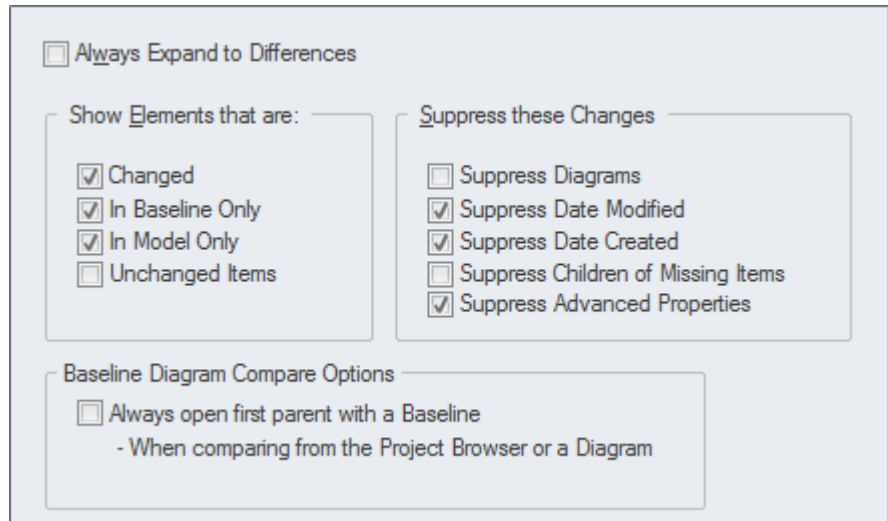 Always Expand to Differences
Show Elements that are:
Changed
In Baseline Only
In Model Only
Unchanged Items
Suppress these Changes
Suppress Diagrams
Suppress Date Modified
Suppress Date Created
Suppress Children of Missing Items
Suppress Advanced Properties
Baseline Diagram Compare Options
Always open first parent with a Baseline
- When comparing from the Project Browser or a Diagram